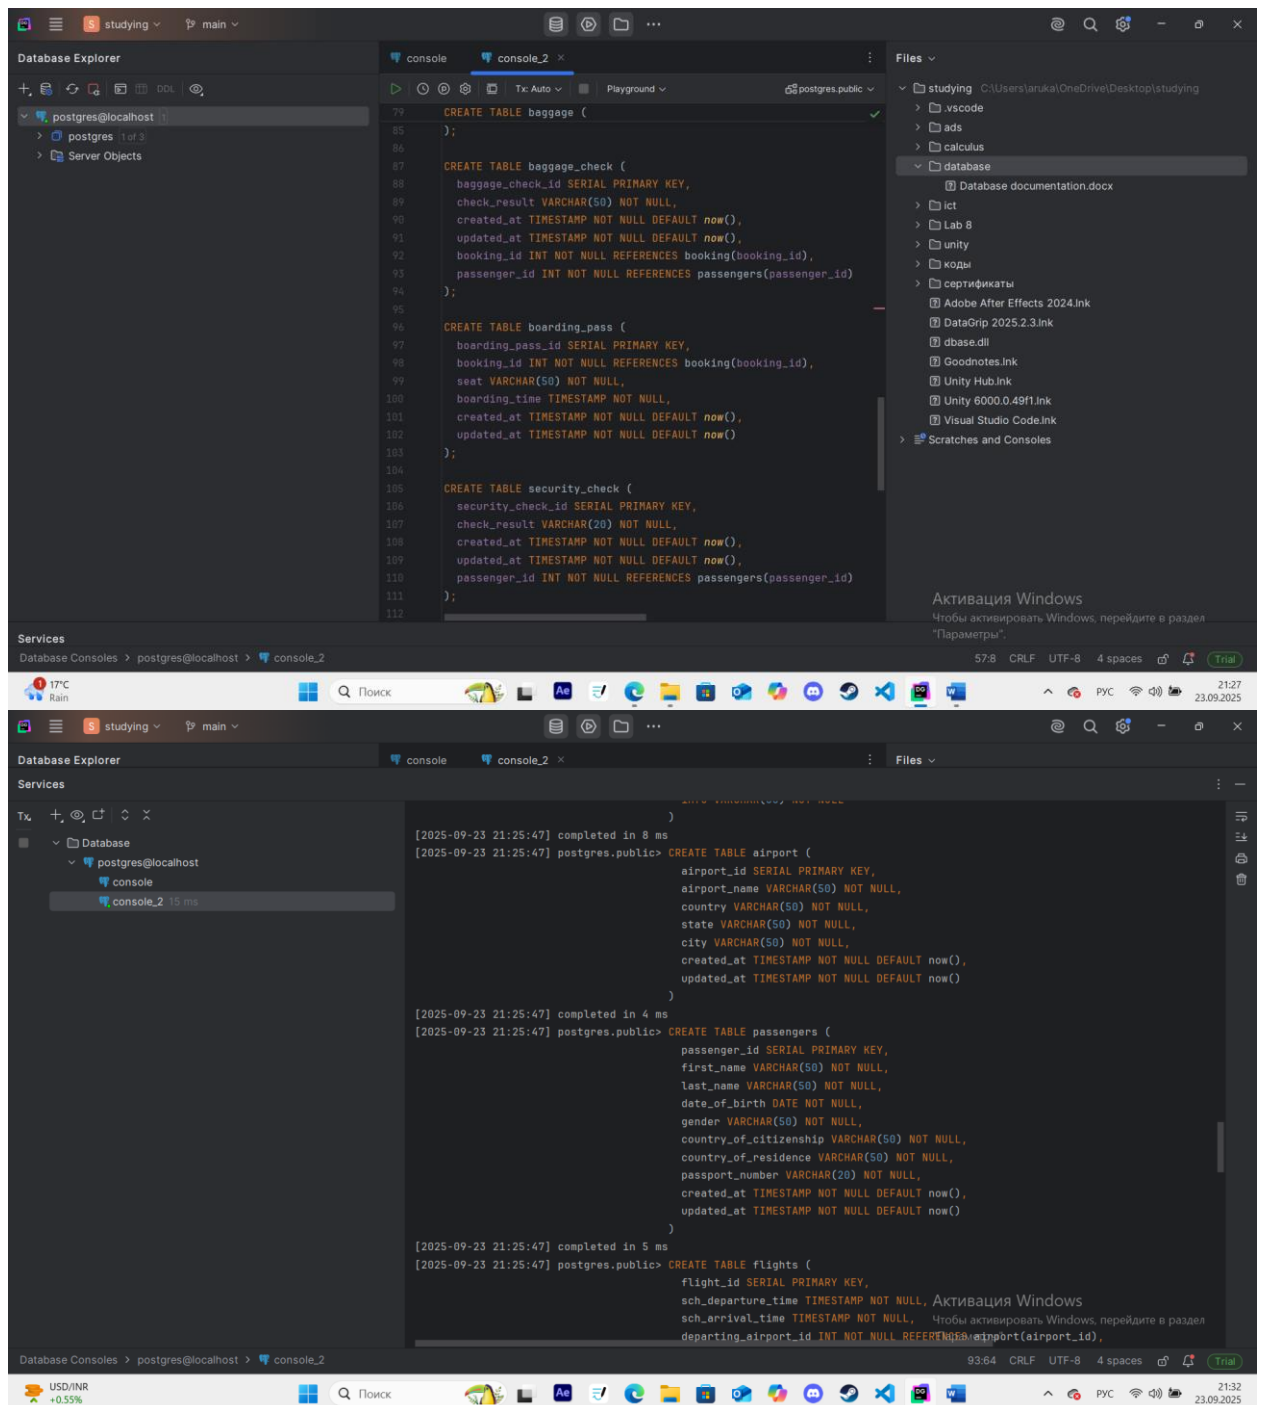 studying
main
Database Explorer
console
console_2
Files
DDL
Tx: Auto
Playground
postgres.public
postgres@localhost 1
postgres 1 of 3
Server Objects
79 CREATE TABLE baggage (
85 );
86
87 CREATE TABLE baggage_check (
88 baggage_check_id SERIAL PRIMARY KEY,
89 check_result VARCHAR(50) NOT NULL,
90 created_at TIMESTAMP NOT NULL DEFAULT now(),
91 updated_at TIMESTAMP NOT NULL DEFAULT now(),
92 booking_id INT NOT NULL REFERENCES booking(booking_id),
93 passenger_id INT NOT NULL REFERENCES passengers(passenger_id)
94 );
95
96 CREATE TABLE boarding_pass (
97 boarding_pass_id SERIAL PRIMARY KEY,
98 booking_id INT NOT NULL REFERENCES booking(booking_id),
99 seat VARCHAR(50) NOT NULL,
100 boarding_time TIMESTAMP NOT NULL,
101 created_at TIMESTAMP NOT NULL DEFAULT now(),
102 updated_at TIMESTAMP NOT NULL DEFAULT now()
103 );
104
105 CREATE TABLE security_check (
106 security_check_id SERIAL PRIMARY KEY,
107 check_result VARCHAR(20) NOT NULL,
108 created_at TIMESTAMP NOT NULL DEFAULT now(),
109 updated_at TIMESTAMP NOT NULL DEFAULT now(),
110 passenger_id INT NOT NULL REFERENCES passengers(passenger_id)
111 );
112
studying C:\Users\aruka\OneDrive\Desktop\studying
.vscode
ads
calculus
database
Database documentation.docx
ict
Lab 8
unity
коды
сертификаты
Adobe After Effects 2024.lnk
DataGrip 2025.2.3.lnk
dbase.dll
Goodnotes.lnk
Unity Hub.lnk
Unity 6000.0.49f1.lnk
Visual Studio Code.lnk
Scratches and Consoles
Активация Windows
Чтобы активировать Windows, перейдите в раздел
"Параметры".
Services
Database Consoles > postgres@localhost > console_2
57:8 CRLF UTF-8 4 spaces Trial
1 17°C
Rain
Поиск
Ae
РУС
21:27
23.09.2025
studying
main
Database Explorer
console
console_2
Files
Services
Tx
Database
postgres@localhost
console
console_2 15 ms
)
[2025-09-23 21:25:47] completed in 8 ms
[2025-09-23 21:25:47] postgres.public> CREATE TABLE airport (
airport_id SERIAL PRIMARY KEY,
airport_name VARCHAR(50) NOT NULL,
country VARCHAR(50) NOT NULL,
state VARCHAR(50) NOT NULL,
city VARCHAR(50) NOT NULL,
created_at TIMESTAMP NOT NULL DEFAULT now(),
updated_at TIMESTAMP NOT NULL DEFAULT now()
)
[2025-09-23 21:25:47] completed in 4 ms
[2025-09-23 21:25:47] postgres.public> CREATE TABLE passengers (
passenger_id SERIAL PRIMARY KEY,
first_name VARCHAR(50) NOT NULL,
last_name VARCHAR(50) NOT NULL,
date_of_birth DATE NOT NULL,
gender VARCHAR(50) NOT NULL,
country_of_citizenship VARCHAR(50) NOT NULL,
country_of_residence VARCHAR(50) NOT NULL,
passport_number VARCHAR(20) NOT NULL,
created_at TIMESTAMP NOT NULL DEFAULT now(),
updated_at TIMESTAMP NOT NULL DEFAULT now()
)
[2025-09-23 21:25:47] completed in 5 ms
[2025-09-23 21:25:47] postgres.public> CREATE TABLE flights (
flight_id SERIAL PRIMARY KEY,
sch_departure_time TIMESTAMP NOT NULL,
sch_arrival_time TIMESTAMP NOT NULL,
departing_airport_id INT NOT NULL REFERENCES airport(airport_id),
Активация Windows
Чтобы активировать Windows, перейдите в раздел
Database Consoles > postgres@localhost > console_2
93:64 CRLF UTF-8 4 spaces Trial
USD/INR
+0.55%
Поиск
Ae
РУС
21:32
23.09.2025